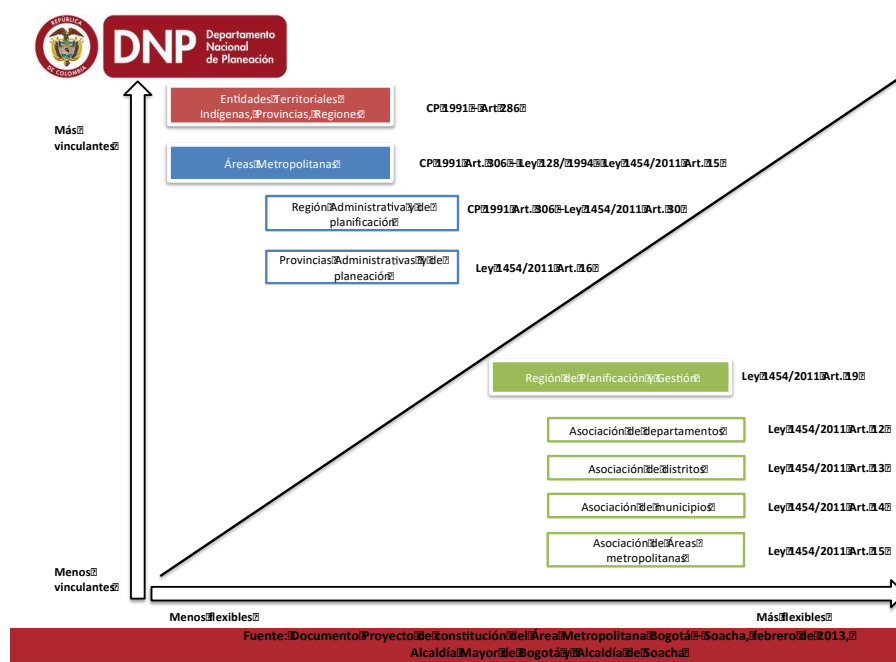 REPÚBLICA
DE COLOMBIA
DNP
Departamento
Nacional
de Planeación
Más
vinculantes
Entidades Territoriales
Indígenas, Provincias, Regiones
CP 1991 – Art 286
Áreas Metropolitanas
CP 1991 Art. 306 – Ley 128/ 1994 - Ley 1454/2011 Art. 15
Región Administrativa y de
planificación
CP 1991 Art. 306 –Ley 1454/2011 Art. 30
Provincias Administrativas y de
planeación
Ley 1454/2011 Art. 16
Región de Planificación y Gestión
Ley 1454/2011 Art. 19
Asociación de departamentos
Ley 1454/2011 Art. 12
Asociación de distritos
Ley 1454/2011 Art. 13
Asociación de municipios
Ley 1454/2011 Art. 14
Asociación de Áreas
metropolitanas
Ley 1454/2011 Art. 15
Menos
vinculantes
Menos flexibles
Más flexibles
Fuente: Documento Proyecto de constitución del Área Metropolitana Bogotá – Soacha, febrero de 2013,
Alcaldía Mayor de Bogotá y Alcaldía de Soacha